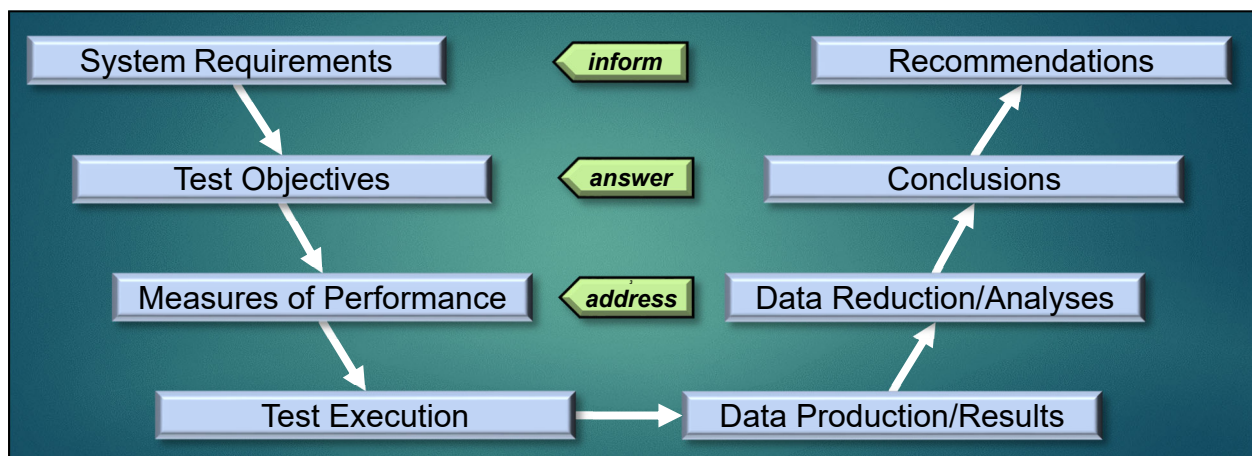 System Requirements
inform
Recommendations
Test Objectives
answer
Conclusions
Measures of Performance
address
Data Reduction/Analyses
Test Execution
Data Production/Results